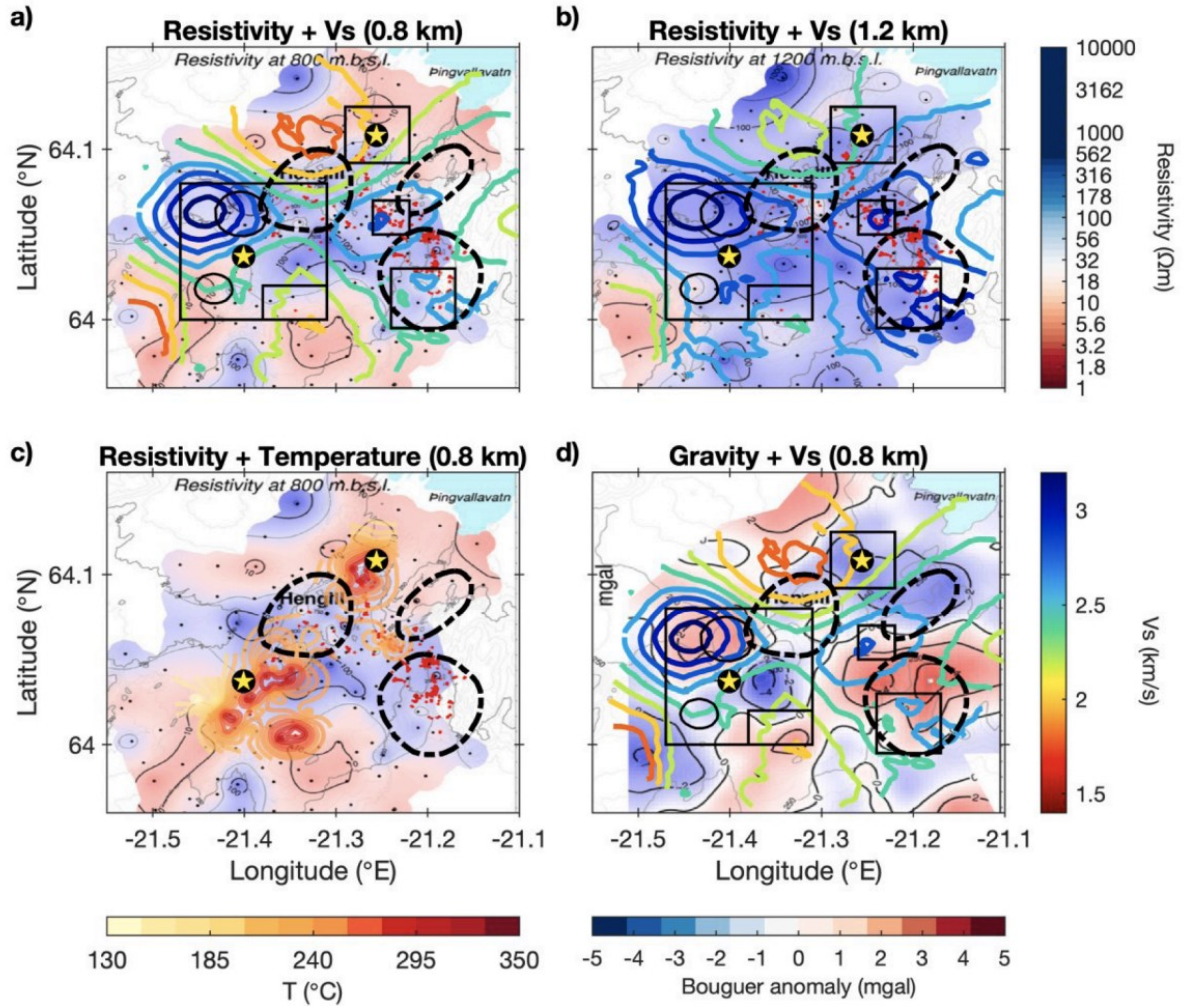 a)
Resistivity + Vs (0.8 km)
Resistivity at 800 m.b.s.l.
Þingvallavatn
64.1
64
Latitude (°N)
b)
Resistivity + Vs (1.2 km)
Resistivity at 1200 m.b.s.l.
Þingvallavatn
10000
3162
1000
562
316
178
100
56
32
18
10
5.6
3.2
1.8
1
Resistivity (Ωm)
c)
Resistivity + Temperature (0.8 km)
Resistivity at 800 m.b.s.l.
Þingvallavatn
Hengill
64.1
64
Latitude (°N)
-21.5
-21.4
-21.3
-21.2
-21.1
Longitude (°E)
d)
Gravity + Vs (0.8 km)
Þingvallavatn
mgal
-21.5
-21.4
-21.3
-21.2
-21.1
Longitude (°E)
3
2.5
2
1.5
Vs (km/s)
130
185
240
295
350
T (°C)
-5
-4
-3
-2
-1
0
1
2
3
4
5
Bouguer anomaly (mgal)